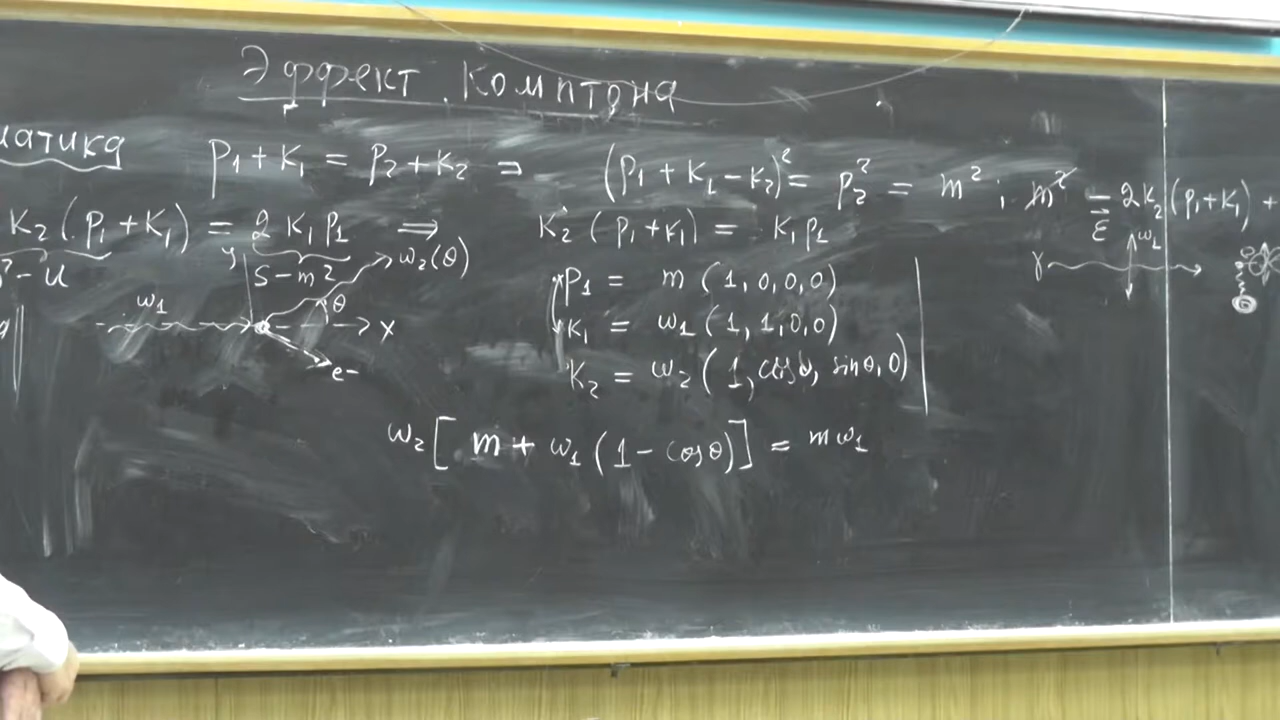 Эффект Комптона
матика
p₁ + K₁ = p₂ + K₂ ⇒ (p₁ + K₁ − K₂)² = p₂² = m² ; m² − 2K₂(p₁ + K₁) +
K₂(p₁ + K₁) = 2K₁p₁ ⇒ K₂(p₁ + K₁) = K₁p₁
− u
S − m²
y
ω₂(θ)
θ
ω₁
x
e-
p₁ = m(1, 0, 0, 0)
K₁ = ω₁(1, 1, 0, 0)
K₂ = ω₂(1, cosθ, sinθ, 0)
ω₂[m + ω₁(1 − cosθ)] = mω₁
γ
ε
ω₁